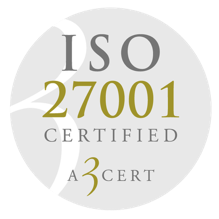 ISO
27001
CERTIFIED
A3CERT